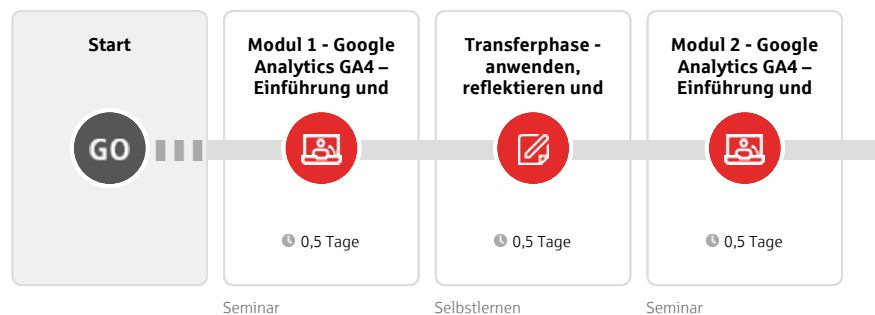 Start
GO
Modul 1 - Google
Analytics GA4 –
Einführung und
0,5 Tage
Seminar
Transferphase -
anwenden,
reflektieren und
0,5 Tage
Selbstlernen
Modul 2 - Google
Analytics GA4 –
Einführung und
0,5 Tage
Seminar